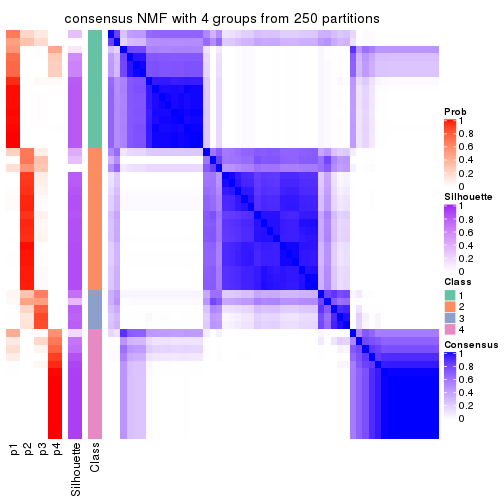 consensus NMF with 4 groups from 250 partitions
Prob
1
0.8
0.6
0.4
0.2
0
Silhouette
1
0.8
0.6
0.4
0.2
0
Class
1
2
3
4
Consensus
1
0.8
0.6
0.4
0.2
0
p1
p2
p3
p4
Silhouette
Class